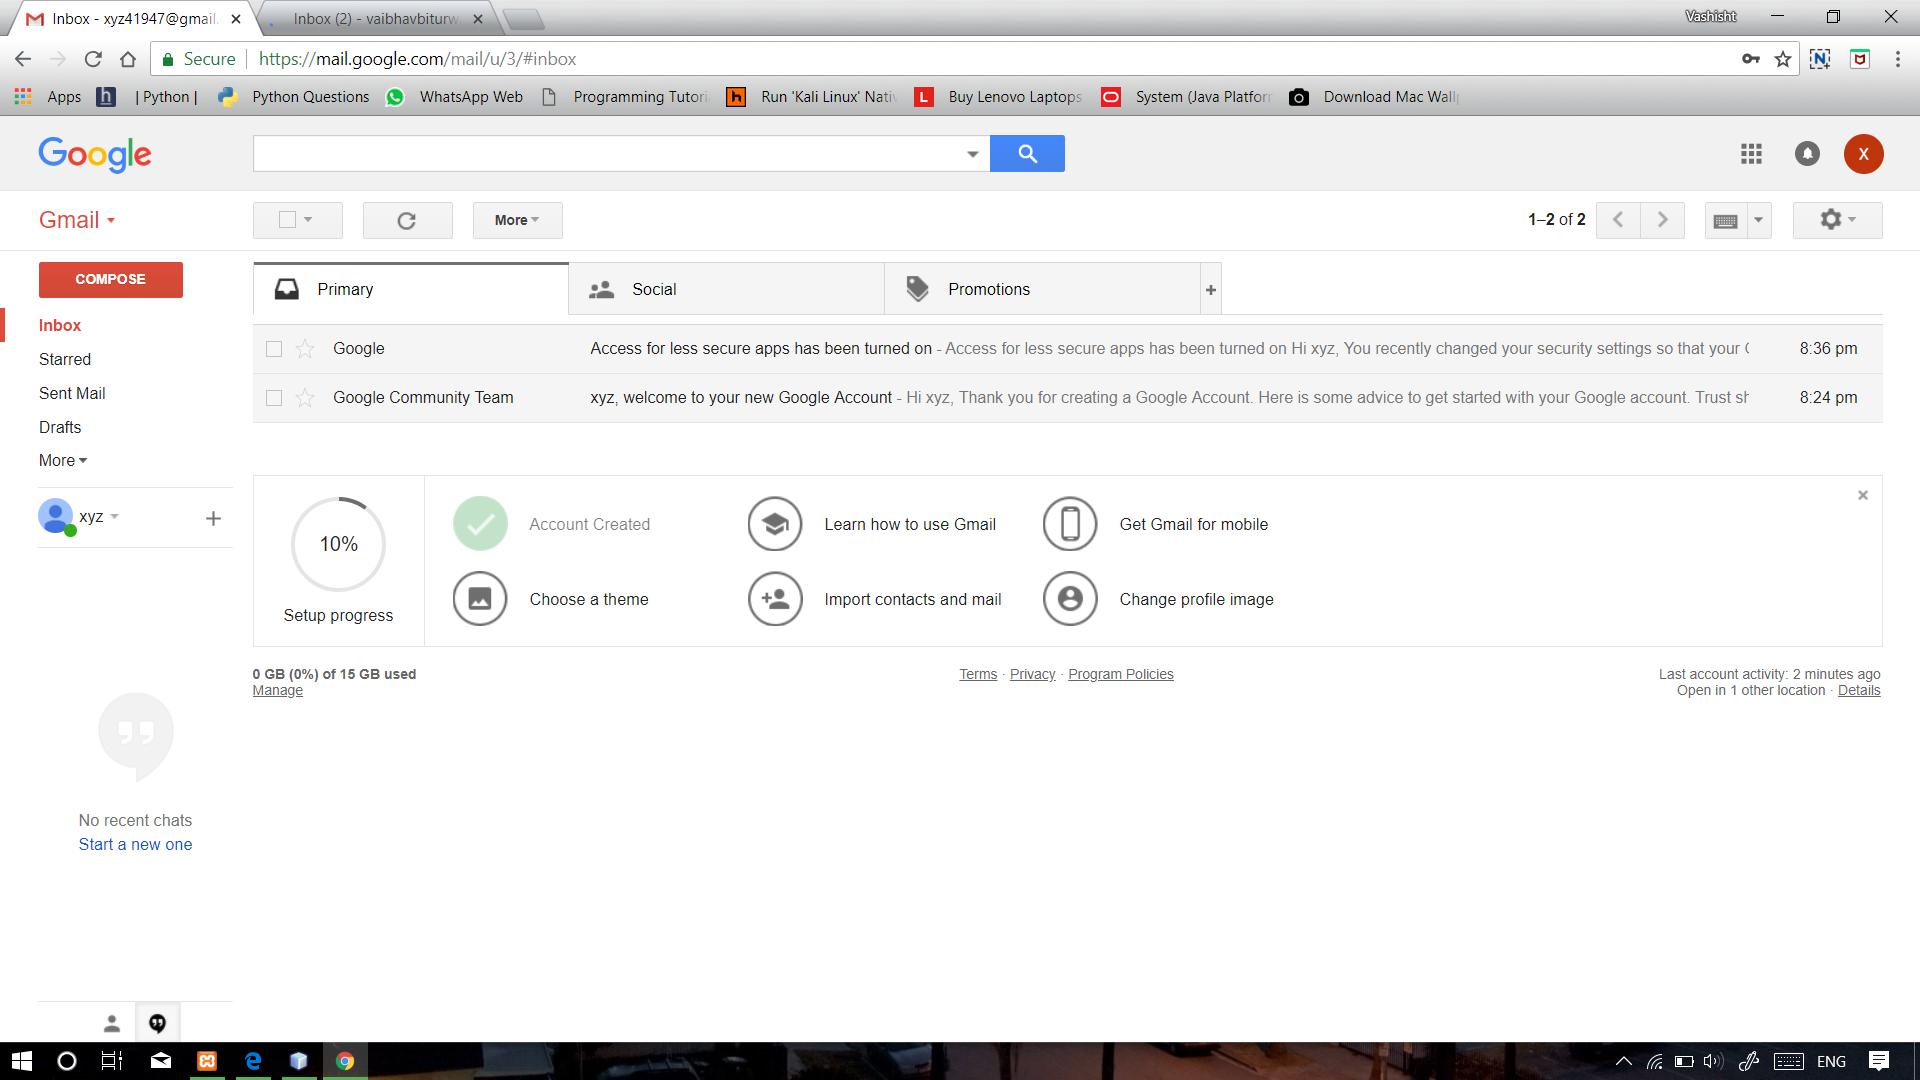 Inbox - xyz41947@gmail.
Inbox (2) - vaibhavbiturw
Vashisht
Secure https://mail.google.com/mail/u/3/#inbox
Apps | Python | Python Questions WhatsApp Web Programming Tutori Run 'Kali Linux' Nativ Buy Lenovo Laptops System (Java Platforr Download Mac Wallp
Google
X
Gmail
More
1–2 of 2
COMPOSE
Primary Social Promotions +
Inbox
Starred
Sent Mail
Drafts
More
Google Access for less secure apps has been turned on - Access for less secure apps has been turned on Hi xyz, You recently changed your security settings so that your 8:36 pm
Google Community Team xyz, welcome to your new Google Account - Hi xyz, Thank you for creating a Google Account. Here is some advice to get started with your Google account. Trust sh 8:24 pm
xyz +
10%
Setup progress
Account Created Learn how to use Gmail Get Gmail for mobile
Choose a theme Import contacts and mail Change profile image
0 GB (0%) of 15 GB used
Manage
Terms · Privacy · Program Policies
Last account activity: 2 minutes ago
Open in 1 other location · Details
No recent chats
Start a new one
ENG